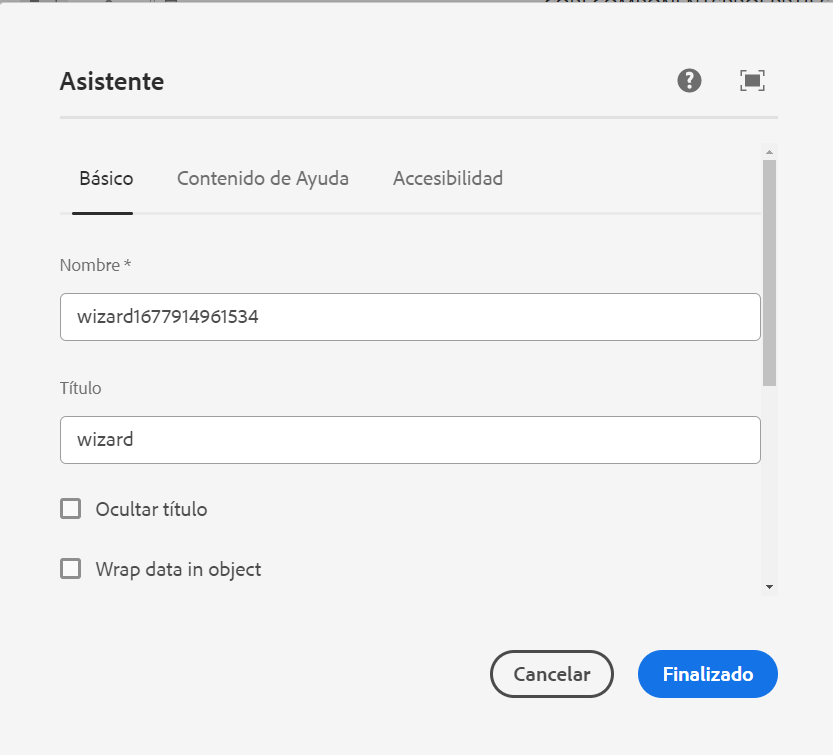 Asistente
Básico Contenido de Ayuda Accesibilidad
Nombre *
wizard1677914961534
Título
wizard
Ocultar título
Wrap data in object
Cancelar Finalizado